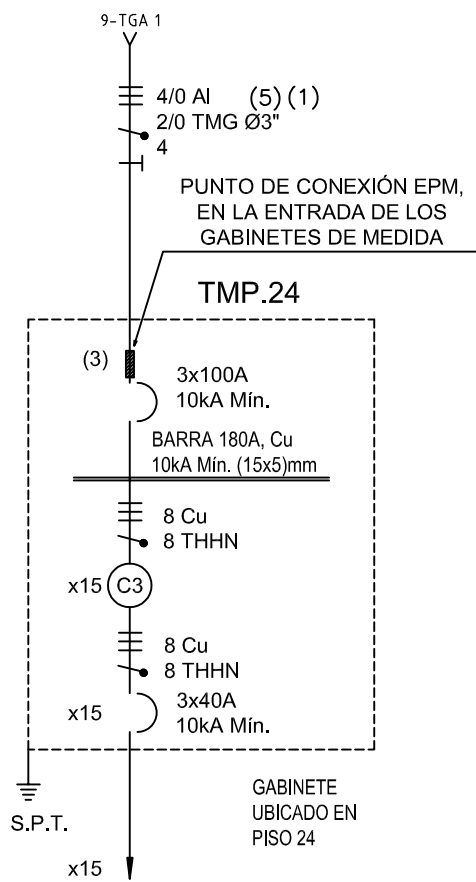 9-TGA 1
4/0 Al (5) (1)
2/0 TMG Ø3"
4
PUNTO DE CONEXIÓN EPM,
EN LA ENTRADA DE LOS
GABINETES DE MEDIDA
TMP.24
(3)
3x100A
10kA Mín.
BARRA 180A, Cu
10kA Mín. (15x5)mm
8 Cu
8 THHN
x15 C3
8 Cu
8 THHN
x15
3x40A
10kA Mín.
S.P.T.
GABINETE
UBICADO EN
PISO 24
x15